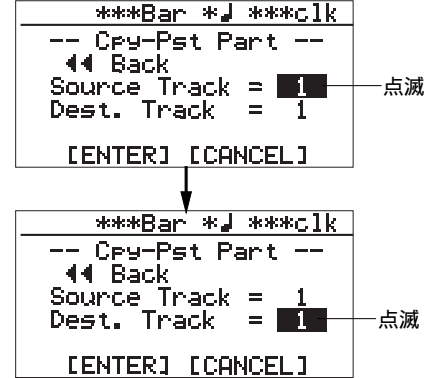 ***Bar *♩ ***clk
-- Cpy-Pst Part --
◀◀ Back
Source Track = 1 点滅
Dest. Track = 1
[ENTER] [CANCEL]
***Bar *♩ ***clk
-- Cpy-Pst Part --
◀◀ Back
Source Track = 1
Dest. Track = 1 点滅
[ENTER] [CANCEL]